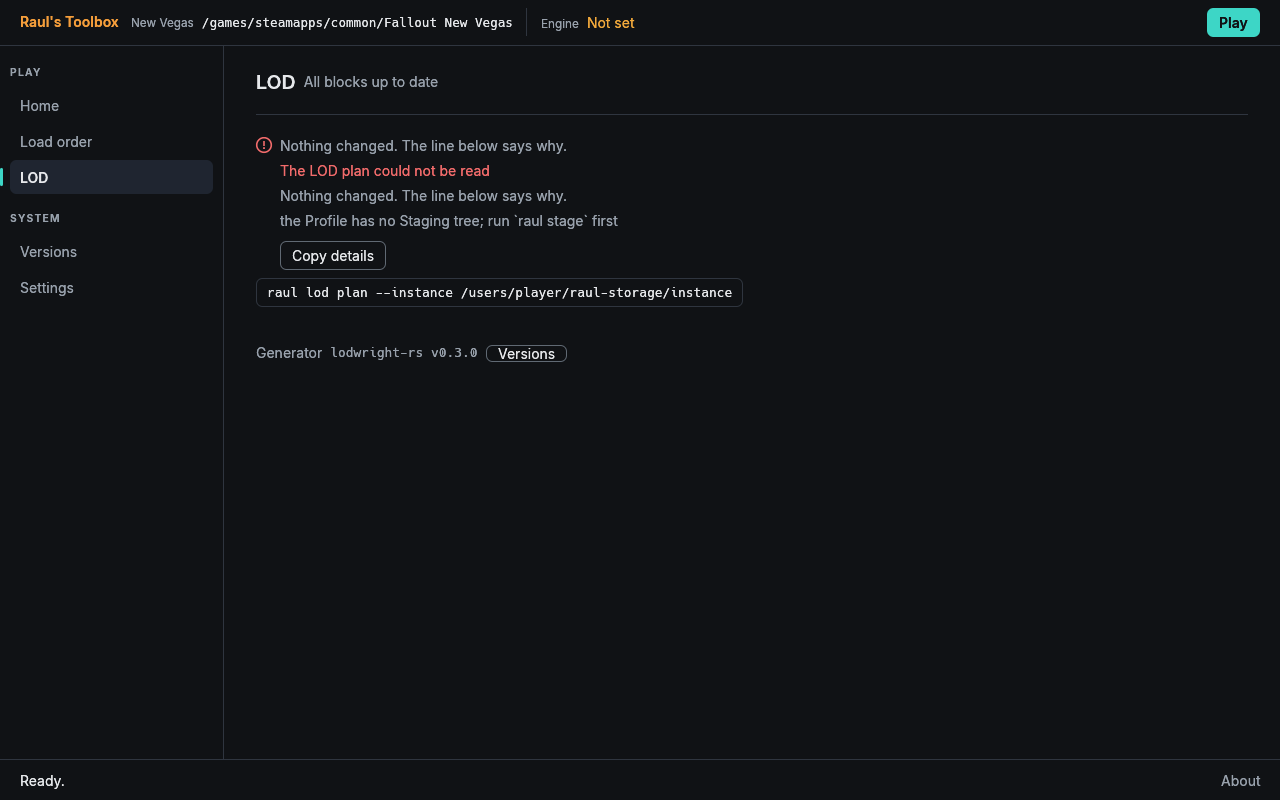 Raul's Toolbox New Vegas /games/steamapps/common/Fallout New Vegas Engine Not set Play
PLAY
Home
Load order
LOD
SYSTEM
Versions
Settings
LOD All blocks up to date
Nothing changed. The line below says why.
The LOD plan could not be read
Nothing changed. The line below says why.
the Profile has no Staging tree; run `raul stage` first
Copy details
raul lod plan --instance /users/player/raul-storage/instance
Generator lodwright-rs v0.3.0 Versions
Ready. About